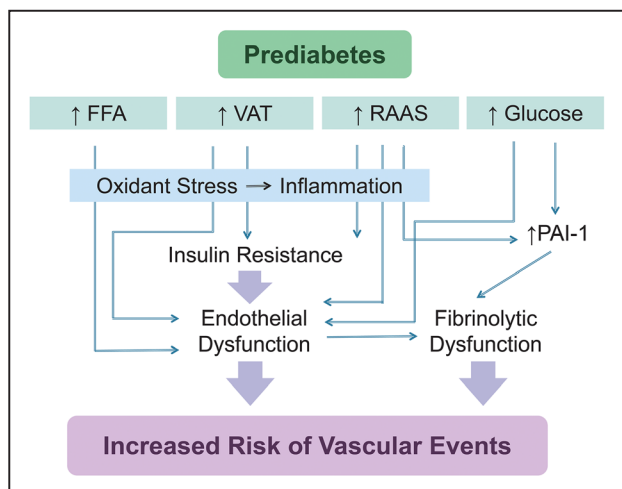 Prediabetes
↑ FFA
↑ VAT
↑ RAAS
↑ Glucose
Oxidant Stress → Inflammation
Insulin Resistance
↑PAI-1
Endothelial
Dysfunction
Fibrinolytic
Dysfunction
Increased Risk of Vascular Events